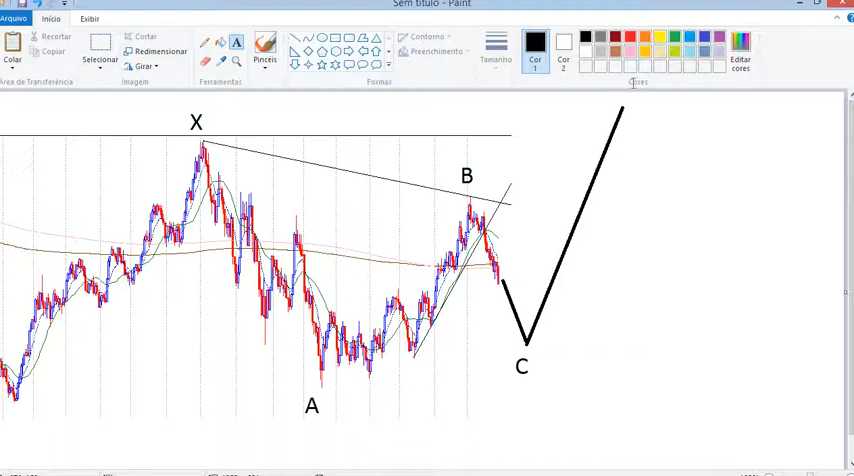 Sem título - Paint
Arquivo
Início
Exibir
Colar
Recortar
Copiar
Selecionar
Cortar
Redimensionar
Girar
A
Pincéis
Contorno
Preenchimento
Tamanho
Cor
1
Cor
2
Editar
cores
Área de Transferência
Imagem
Ferramentas
Formas
Cores
X
B
C
A